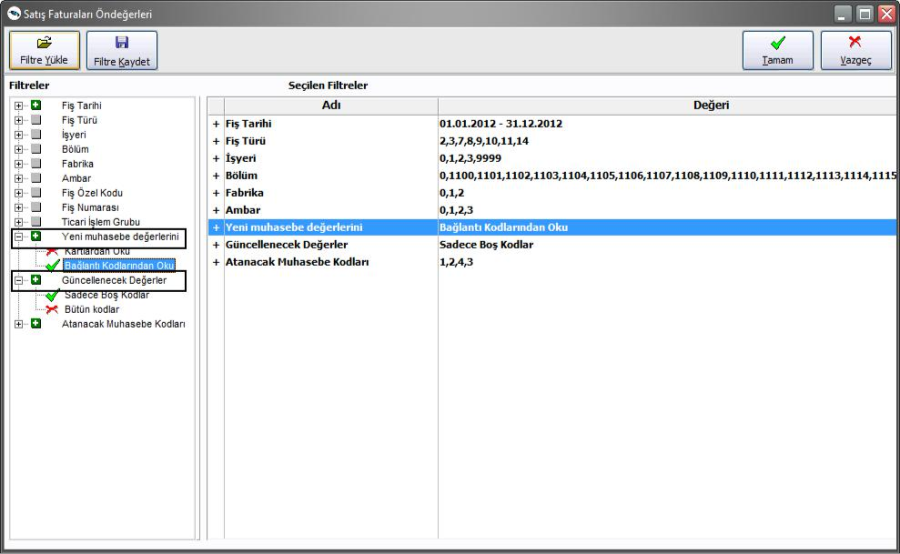 Satış Faturaları Öndeğerleri
Filtre Yükle
Filtre Kaydet
Tamam
Vazgeç
Filtreler
Seçilen Filtreler
Fiş Tarihi
Fiş Türü
İşyeri
Bölüm
Fabrika
Ambar
Fiş Özel Kodu
Fiş Numarası
Ticari İşlem Grubu
Yeni muhasebe değerlerini
Kartlardan Oku
Bağlantı Kodlarından Oku
Güncellenecek Değerler
Sadece Boş Kodlar
Bütün kodlar
Atanacak Muhasebe Kodları
Adı Değeri
+ Fiş Tarihi 01.01.2012 - 31.12.2012
+ Fiş Türü 2,3,7,8,9,10,11,14
+ İşyeri 0,1,2,3,9999
+ Bölüm 0,1100,1101,1102,1103,1104,1105,1106,1107,1108,1109,1110,1111,1112,1113,1114,1115
+ Fabrika 0,1,2
+ Ambar 0,1,2,3
+ Yeni muhasebe değerlerini Bağlantı Kodlarından Oku
+ Güncellenecek Değerler Sadece Boş Kodlar
+ Atanacak Muhasebe Kodları 1,2,4,3